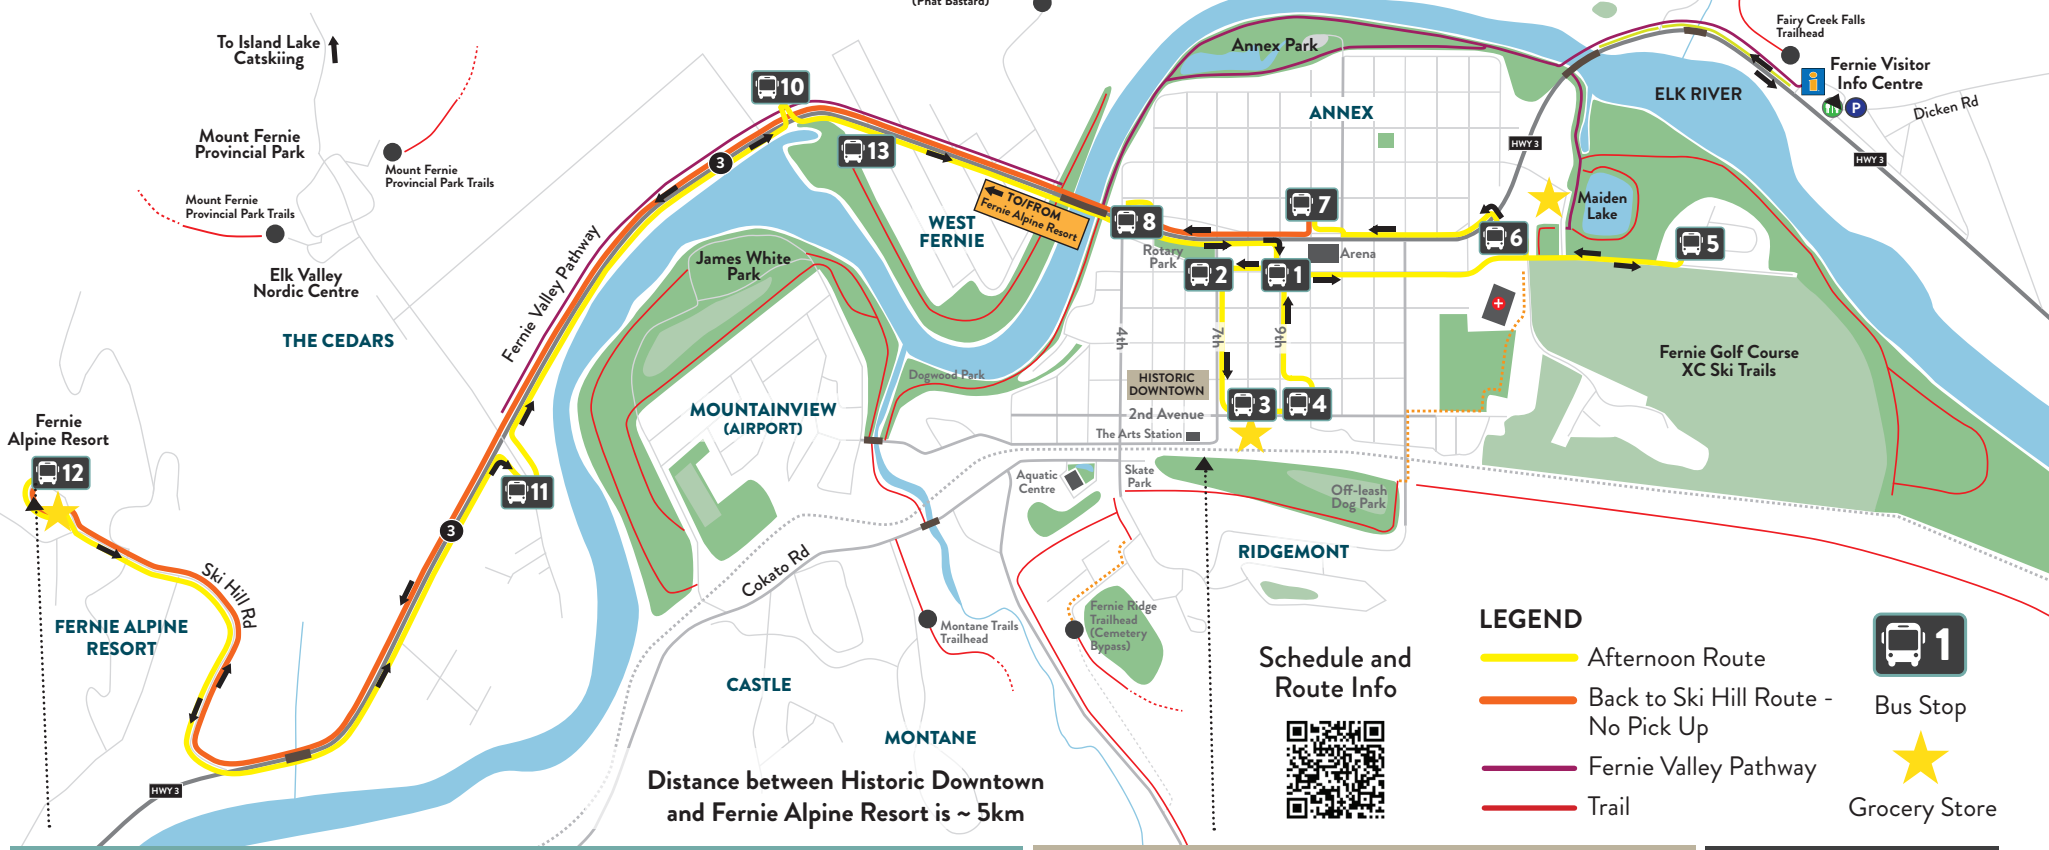 (Phat Bastard)
To Island Lake
Catskiing
Mount Fernie
Provincial Park
Mount Fernie
Provincial Park Trails
Mount Fernie
Provincial Park Trails
Elk Valley
Nordic Centre
THE CEDARS
Fernie Valley Pathway
10
3
13
TO/FROM
Fernie Alpine Resort
WEST
FERNIE
James White
Park
Annex Park
ANNEX
HWY 3
ELK RIVER
Fairy Creek Falls
Trailhead
Fernie Visitor
Info Centre
i
P
Dicken Rd
HWY 3
Maiden
Lake
8
7
6
5
Rotary
Park
Arena
2
1
4th
7th
9th
Fernie Golf Course
XC Ski Trails
Dogwood Park
HISTORIC
DOWNTOWN
2nd Avenue
3
4
The Arts Station
MOUNTAINVIEW
(AIRPORT)
Fernie
Alpine Resort
12
11
3
Ski Hill Rd
FERNIE ALPINE
RESORT
HWY 3
Aquatic
Centre
Skate
Park
Off-leash
Dog Park
RIDGEMONT
Cokato Rd
Montane Trails
Trailhead
Fernie Ridge
Trailhead
(Cemetery
Bypass)
CASTLE
MONTANE
Distance between Historic Downtown
and Fernie Alpine Resort is ~ 5km
Schedule and
Route Info
LEGEND
Afternoon Route
Back to Ski Hill Route -
No Pick Up
Fernie Valley Pathway
Trail
1
Bus Stop
Grocery Store